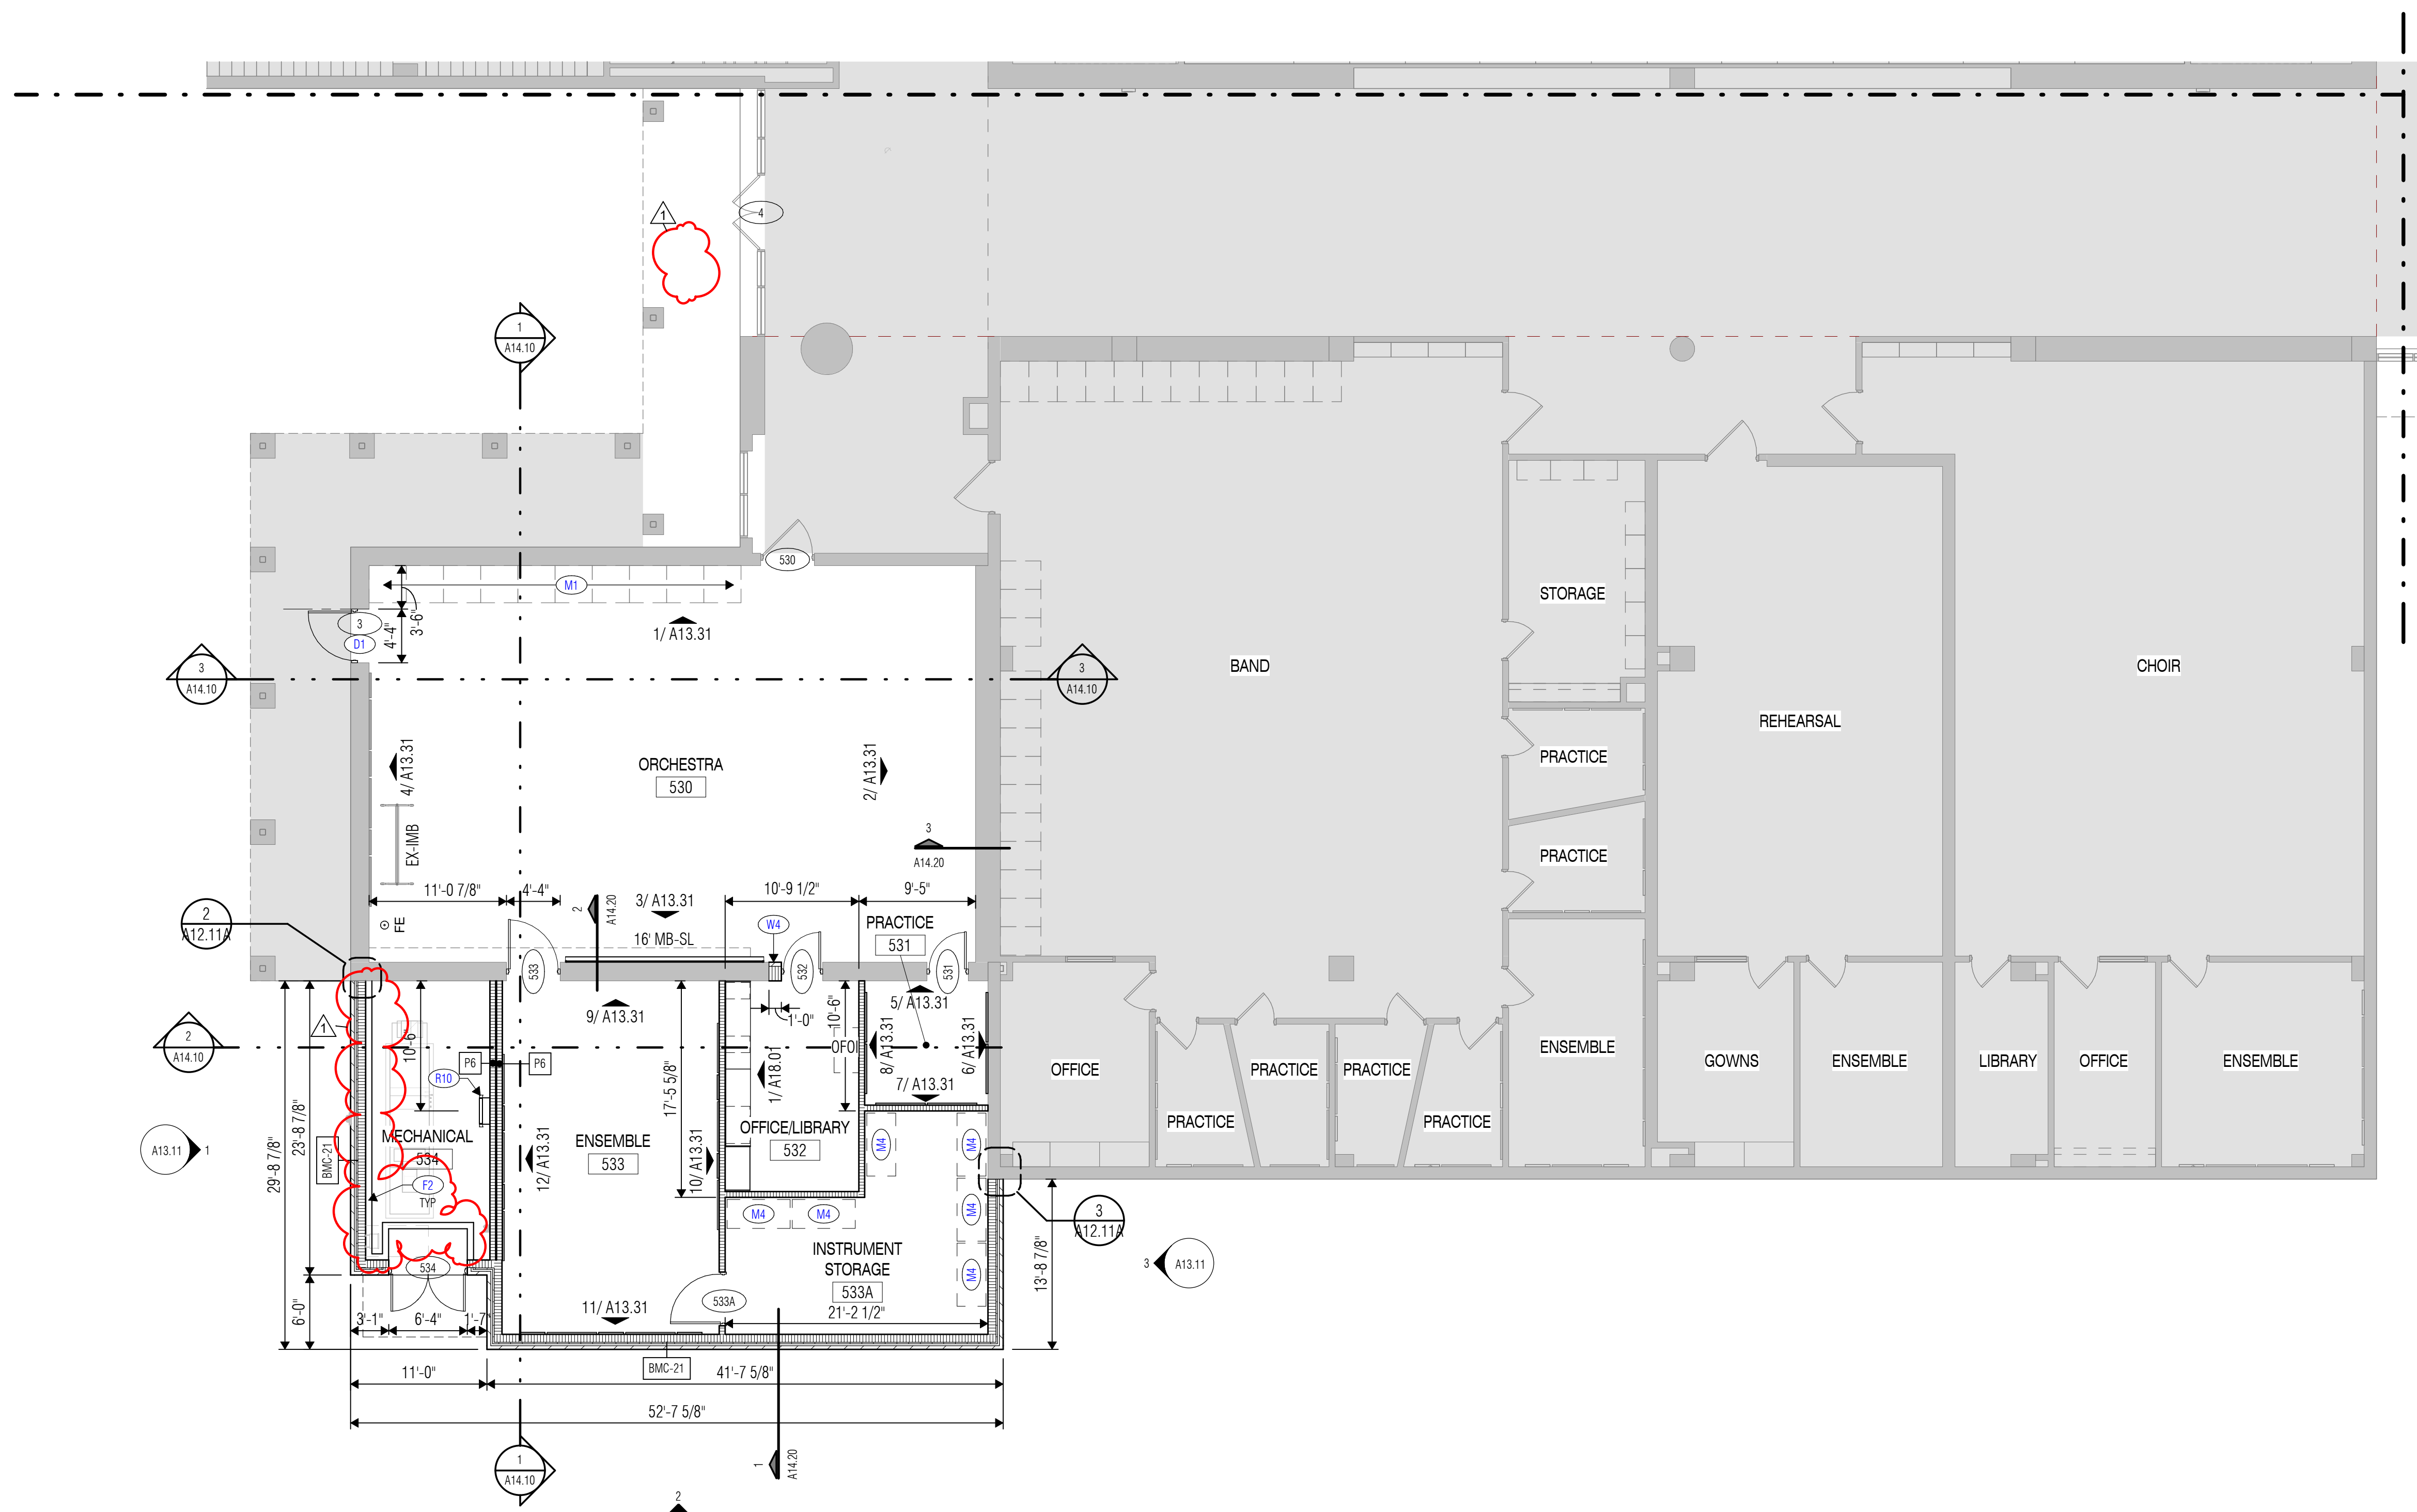 1
4
1
A14.10
530
M1
3
D1
4'-4"
3'-6"
1/ A13.31
STORAGE
3
A14.10
3
A14.10
BAND
CHOIR
REHEARSAL
4/ A13.31
ORCHESTRA
530
2/ A13.31
PRACTICE
EX-IMB
3
A14.20
PRACTICE
11'-0 7/8"
4'-4"
2
A14.20
3/ A13.31
10'-9 1/2"
9'-5"
2
A12.11A
FE
16' MB-SL
W4
PRACTICE
531
533
532
531
1
10'-6"
9/ A13.31
1'-0"
10'-6"
5/ A13.31
2
A14.10
P6
P6
R10
OFOI
8/ A13.31
6/ A13.31
7/ A13.31
1/ A18.01
17'-5 5/8"
OFFICE
PRACTICE
PRACTICE
ENSEMBLE
GOWNS
ENSEMBLE
LIBRARY
OFFICE
ENSEMBLE
PRACTICE
PRACTICE
29'-8 7/8"
23'-8 7/8"
A13.11
1
BMC-21
MECHANICAL
534
F2
TYP
12/ A13.31
ENSEMBLE
533
10/ A13.31
OFFICE/LIBRARY
532
M4
M4
M4
M4
M4
M4
3
A12.11A
INSTRUMENT
STORAGE
533A
21'-2 1/2"
13'-8 7/8"
3
A13.11
534
533A
6'-0"
3'-1"
6'-4"
1'-7
11/ A13.31
BMC-21
11'-0"
41'-7 5/8"
52'-7 5/8"
1
A14.10
1
A14.20
2